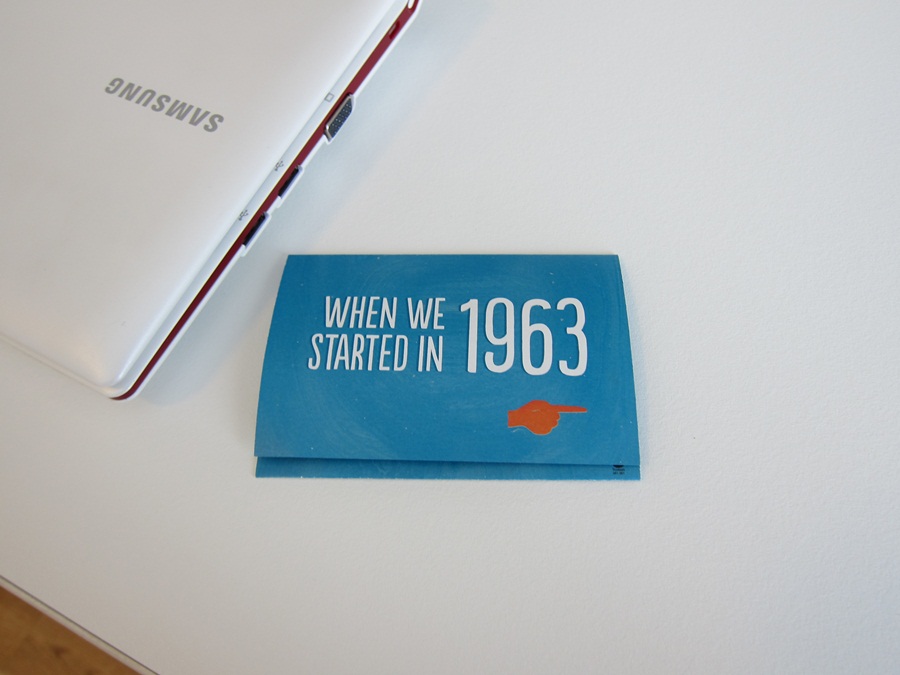 SAMSUNG
WHEN WE
STARTED IN
1963